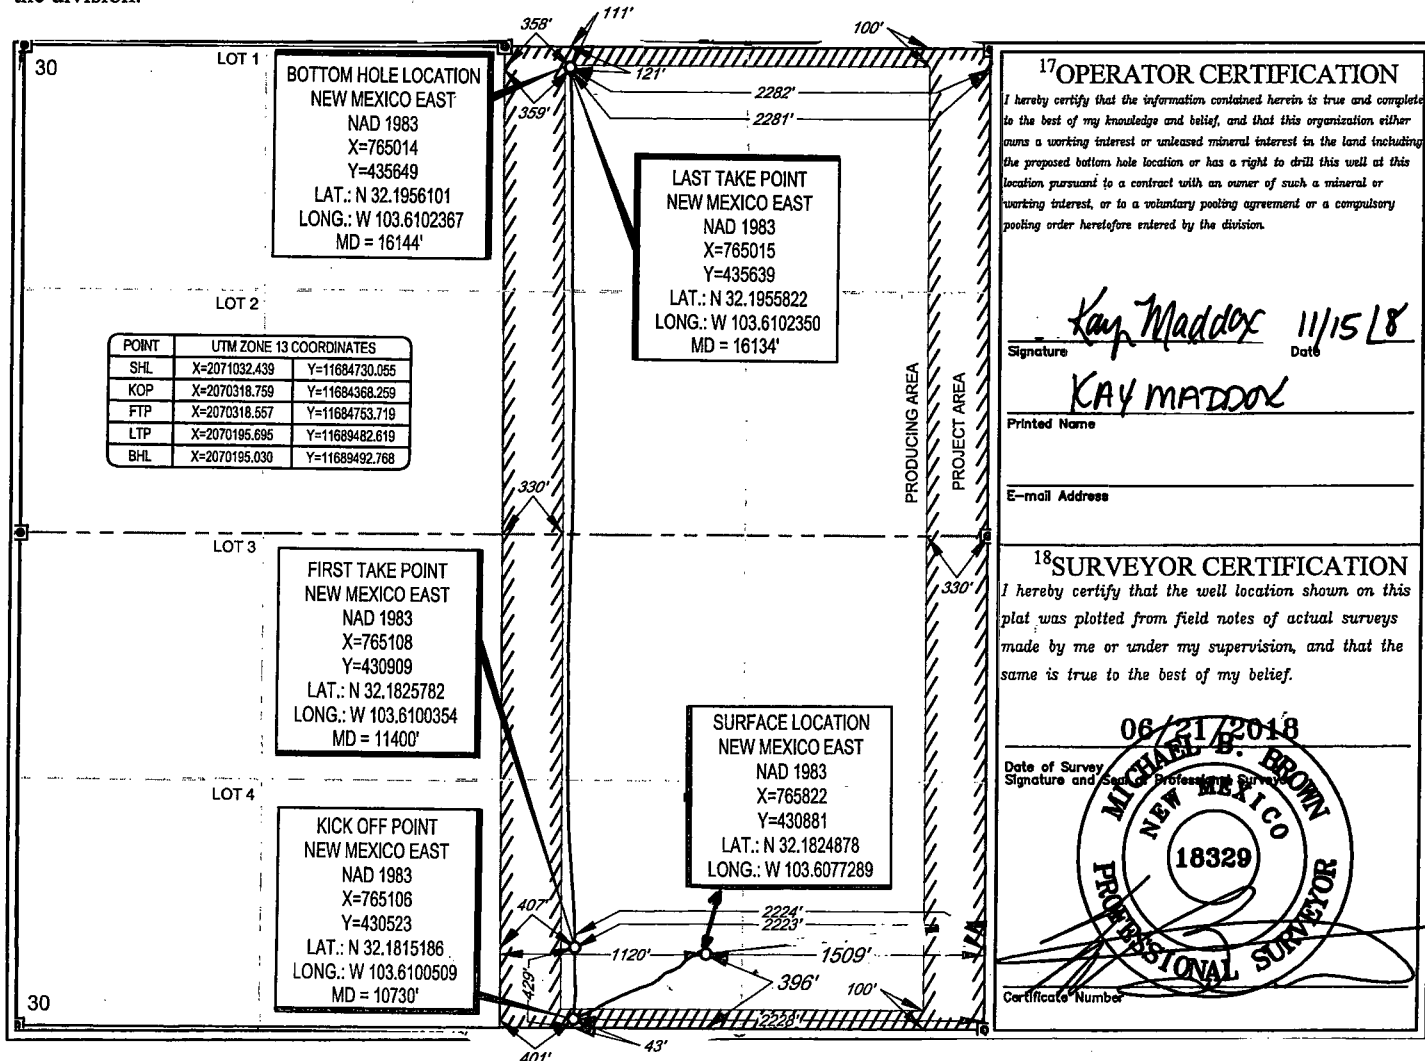 the division.
358'
111'
100'
30
LOT 1
121'
2282'
359'
2281'
BOTTOM HOLE LOCATION
NEW MEXICO EAST
NAD 1983
X=765014
Y=435649
LAT.: N 32.1956101
LONG.: W 103.6102367
MD = 16144'
LAST TAKE POINT
NEW MEXICO EAST
NAD 1983
X=765015
Y=435639
LAT.: N 32.1955822
LONG.: W 103.6102350
MD = 16134'
LOT 2
POINT UTM ZONE 13 COORDINATES
SHL X=2071032.439 Y=11684730.055
KOP X=2070318.759 Y=11684368.259
FTP X=2070318.557 Y=11684753.719
LTP X=2070195.695 Y=11689482.619
BHL X=2070195.030 Y=11689492.768
PRODUCING AREA
PROJECT AREA
330'
LOT 3
330'
FIRST TAKE POINT
NEW MEXICO EAST
NAD 1983
X=765108
Y=430909
LAT.: N 32.1825782
LONG.: W 103.6100354
MD = 11400'
SURFACE LOCATION
NEW MEXICO EAST
NAD 1983
X=765822
Y=430881
LAT.: N 32.1824878
LONG.: W 103.6077289
LOT 4
KICK OFF POINT
NEW MEXICO EAST
NAD 1983
X=765106
Y=430523
LAT.: N 32.1815186
LONG.: W 103.6100509
MD = 10730'
407'
2224'
2223'
1120'
1509'
429'
396'
100'
2228'
30
401'
43'
17OPERATOR CERTIFICATION
I hereby certify that the information contained herein is true and complete
to the best of my knowledge and belief, and that this organization either
owns a working interest or unleased mineral interest in the land including
the proposed bottom hole location or has a right to drill this well at this
location pursuant to a contract with an owner of such a mineral or
working interest, or to a voluntary pooling agreement or a compulsory
pooling order heretofore entered by the division.
Kay Maddox 11/15/18
Signature Date
KAY MADDOX
Printed Name
E-mail Address
18SURVEYOR CERTIFICATION
I hereby certify that the well location shown on this
plat was plotted from field notes of actual surveys
made by me or under my supervision, and that the
same is true to the best of my belief.
06/21/2018
Date of Survey
Signature and Seal of Professional Surveyor
MICHAEL B. BROWN
NEW MEXICO
18329
PROFESSIONAL SURVEYOR
Certificate Number